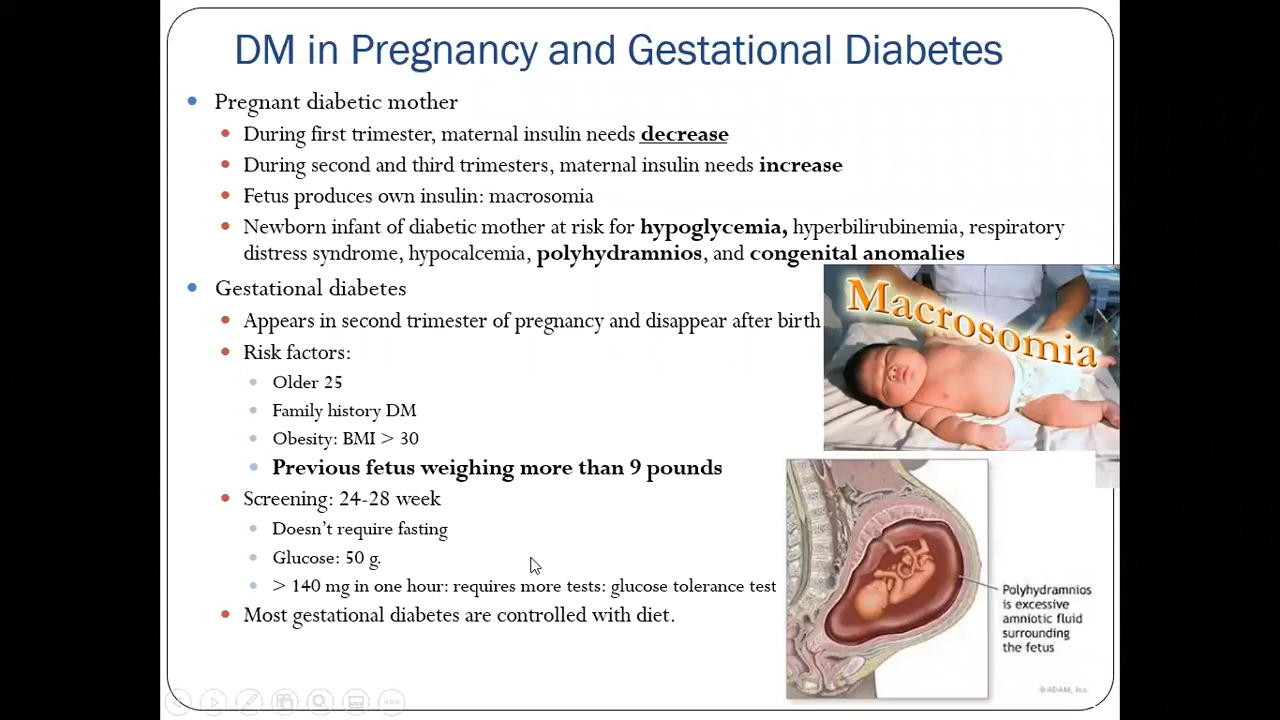 DM in Pregnancy and Gestational Diabetes
Pregnant diabetic mother
During first trimester, maternal insulin needs decrease
During second and third trimesters, maternal insulin needs increase
Fetus produces own insulin: macrosomia
Newborn infant of diabetic mother at risk for hypoglycemia, hyperbilirubinemia, respiratory
distress syndrome, hypocalcemia, polyhydramnios, and congenital anomalies
Gestational diabetes
Appears in second trimester of pregnancy and disappear after birth
Risk factors:
Older 25
Family history DM
Obesity: BMI > 30
Previous fetus weighing more than 9 pounds
Screening: 24-28 week
Doesn't require fasting
Glucose: 50 g.
> 140 mg in one hour: requires more tests: glucose tolerance test
Most gestational diabetes are controlled with diet.
Macrosomia
Polyhydramnios
is excessive
amniotic fluid
surrounding
the fetus
©ADAM, Inc.